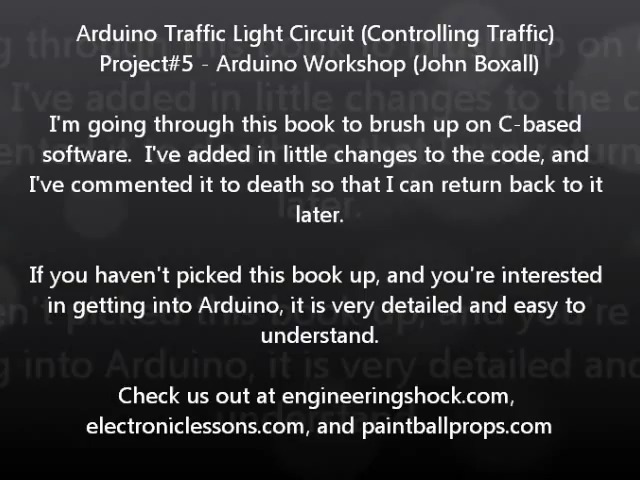 Arduino Traffic Light Circuit (Controlling Traffic)
Project#5 - Arduino Workshop (John Boxall)
I'm going through this book to brush up on C-based
software. I've added in little changes to the code, and
I've commented it to death so that I can return back to it
later.
If you haven't picked this book up, and you're interested
in getting into Arduino, it is very detailed and easy to
understand.
Check us out at engineeringshock.com,
electroniclessons.com, and paintballprops.com